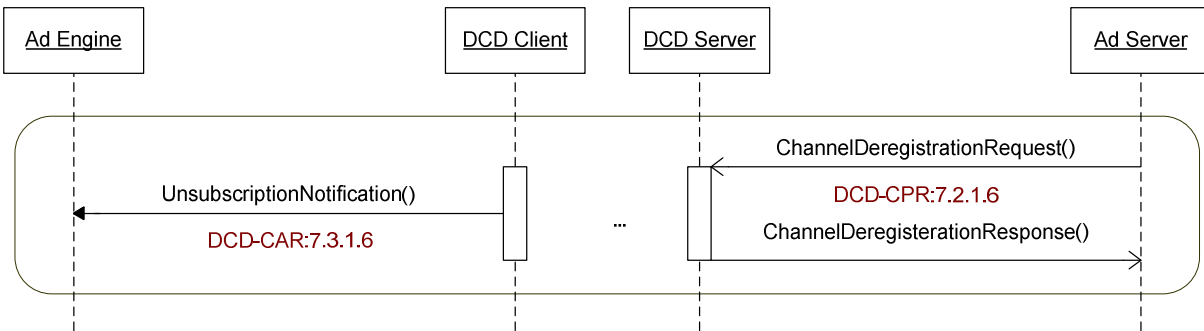 Ad Engine
DCD Client
DCD Server
Ad Server
ChannelDeregistrationRequest()
UnsubscriptionNotification()
DCD-CPR:7.2.1.6
...
DCD-CAR:7.3.1.6
ChannelDeregisterationResponse()